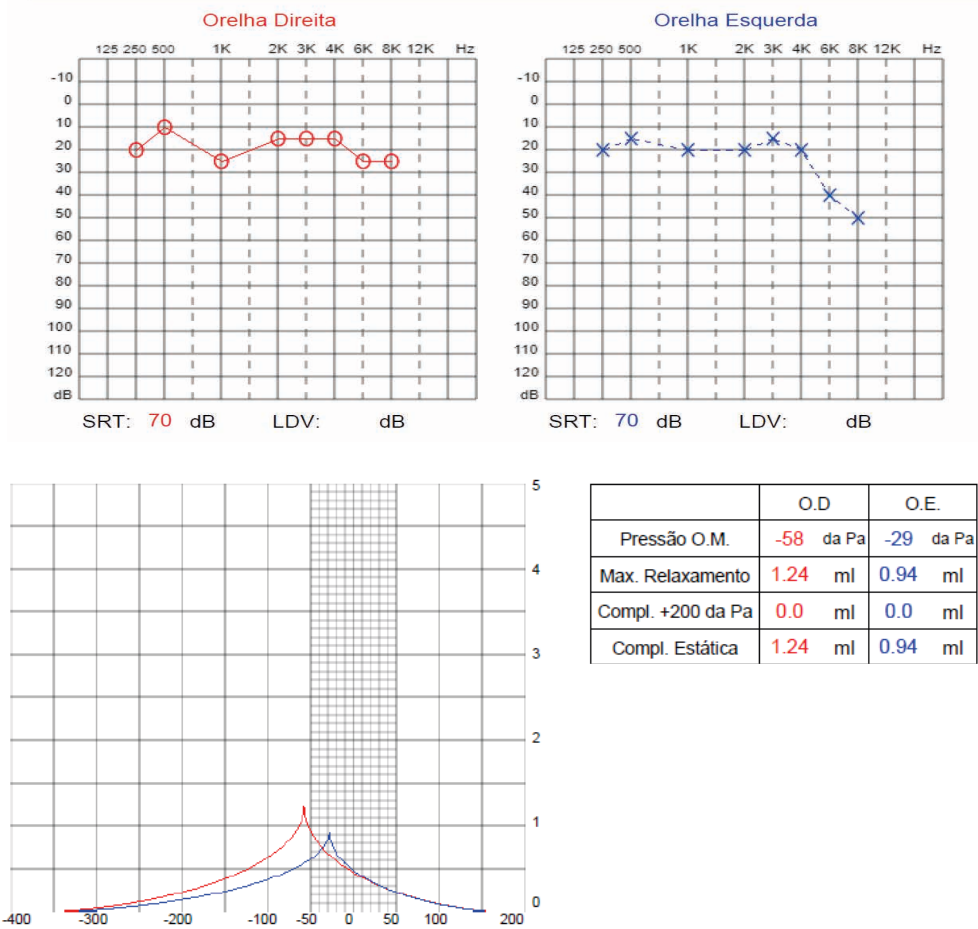 Orelha Direita
125 250 500 1K 2K 3K 4K 6K 8K 12K Hz
-10
0
10
20
30
40
50
60
70
80
90
100
110
120
dB
SRT: 70 dB LDV: dB
Orelha Esquerda
125 250 500 1K 2K 3K 4K 6K 8K 12K Hz
-10
0
10
20
30
40
50
60
70
80
90
100
110
120
dB
SRT: 70 dB LDV: dB
5
4
3
2
1
0
-400 -300 -200 -100 -50 0 50 100 200
O.D O.E.
Pressão O.M. -58 da Pa -29 da Pa
Max. Relaxamento 1.24 ml 0.94 ml
Compl. +200 da Pa 0.0 ml 0.0 ml
Compl. Estática 1.24 ml 0.94 ml